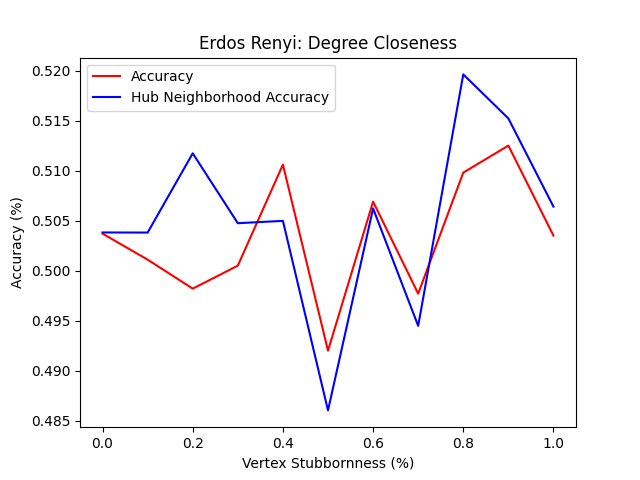 Erdos Renyi: Degree Closeness
Accuracy
Hub Neighborhood Accuracy
Accuracy (%)
0.520
0.515
0.510
0.505
0.500
0.495
0.490
0.485
0.0 0.2 0.4 0.6 0.8 1.0
Vertex Stubbornness (%)